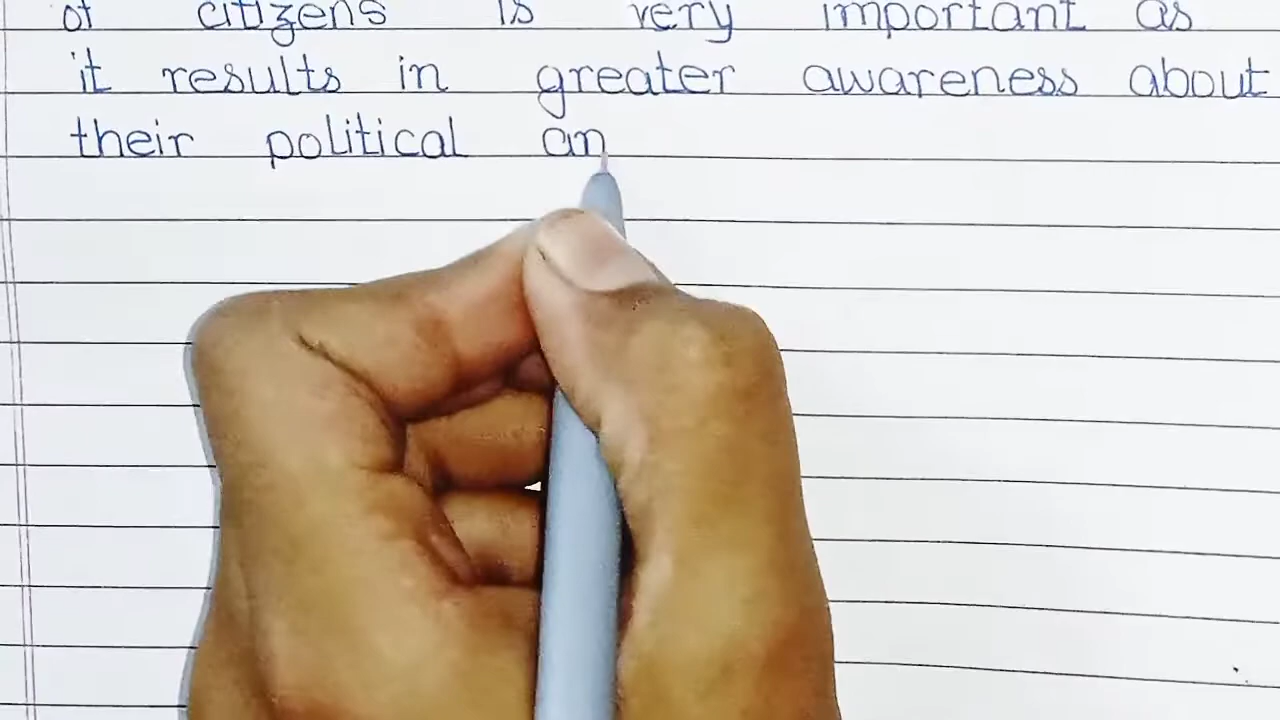 of citizens is very important as
it results in greater awareness about
their political an